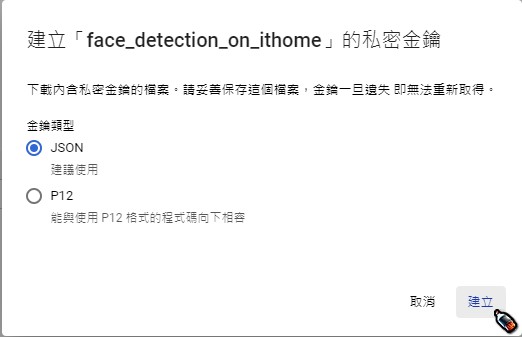 建立「face_detection_on_ithome」的私密金鑰
下載內含私密金鑰的檔案。請妥善保存這個檔案，金鑰一旦遺失 即無法重新取得。
金鑰類型
JSON
建議使用
P12
能與使用 P12 格式的程式碼向下相容
取消
建立